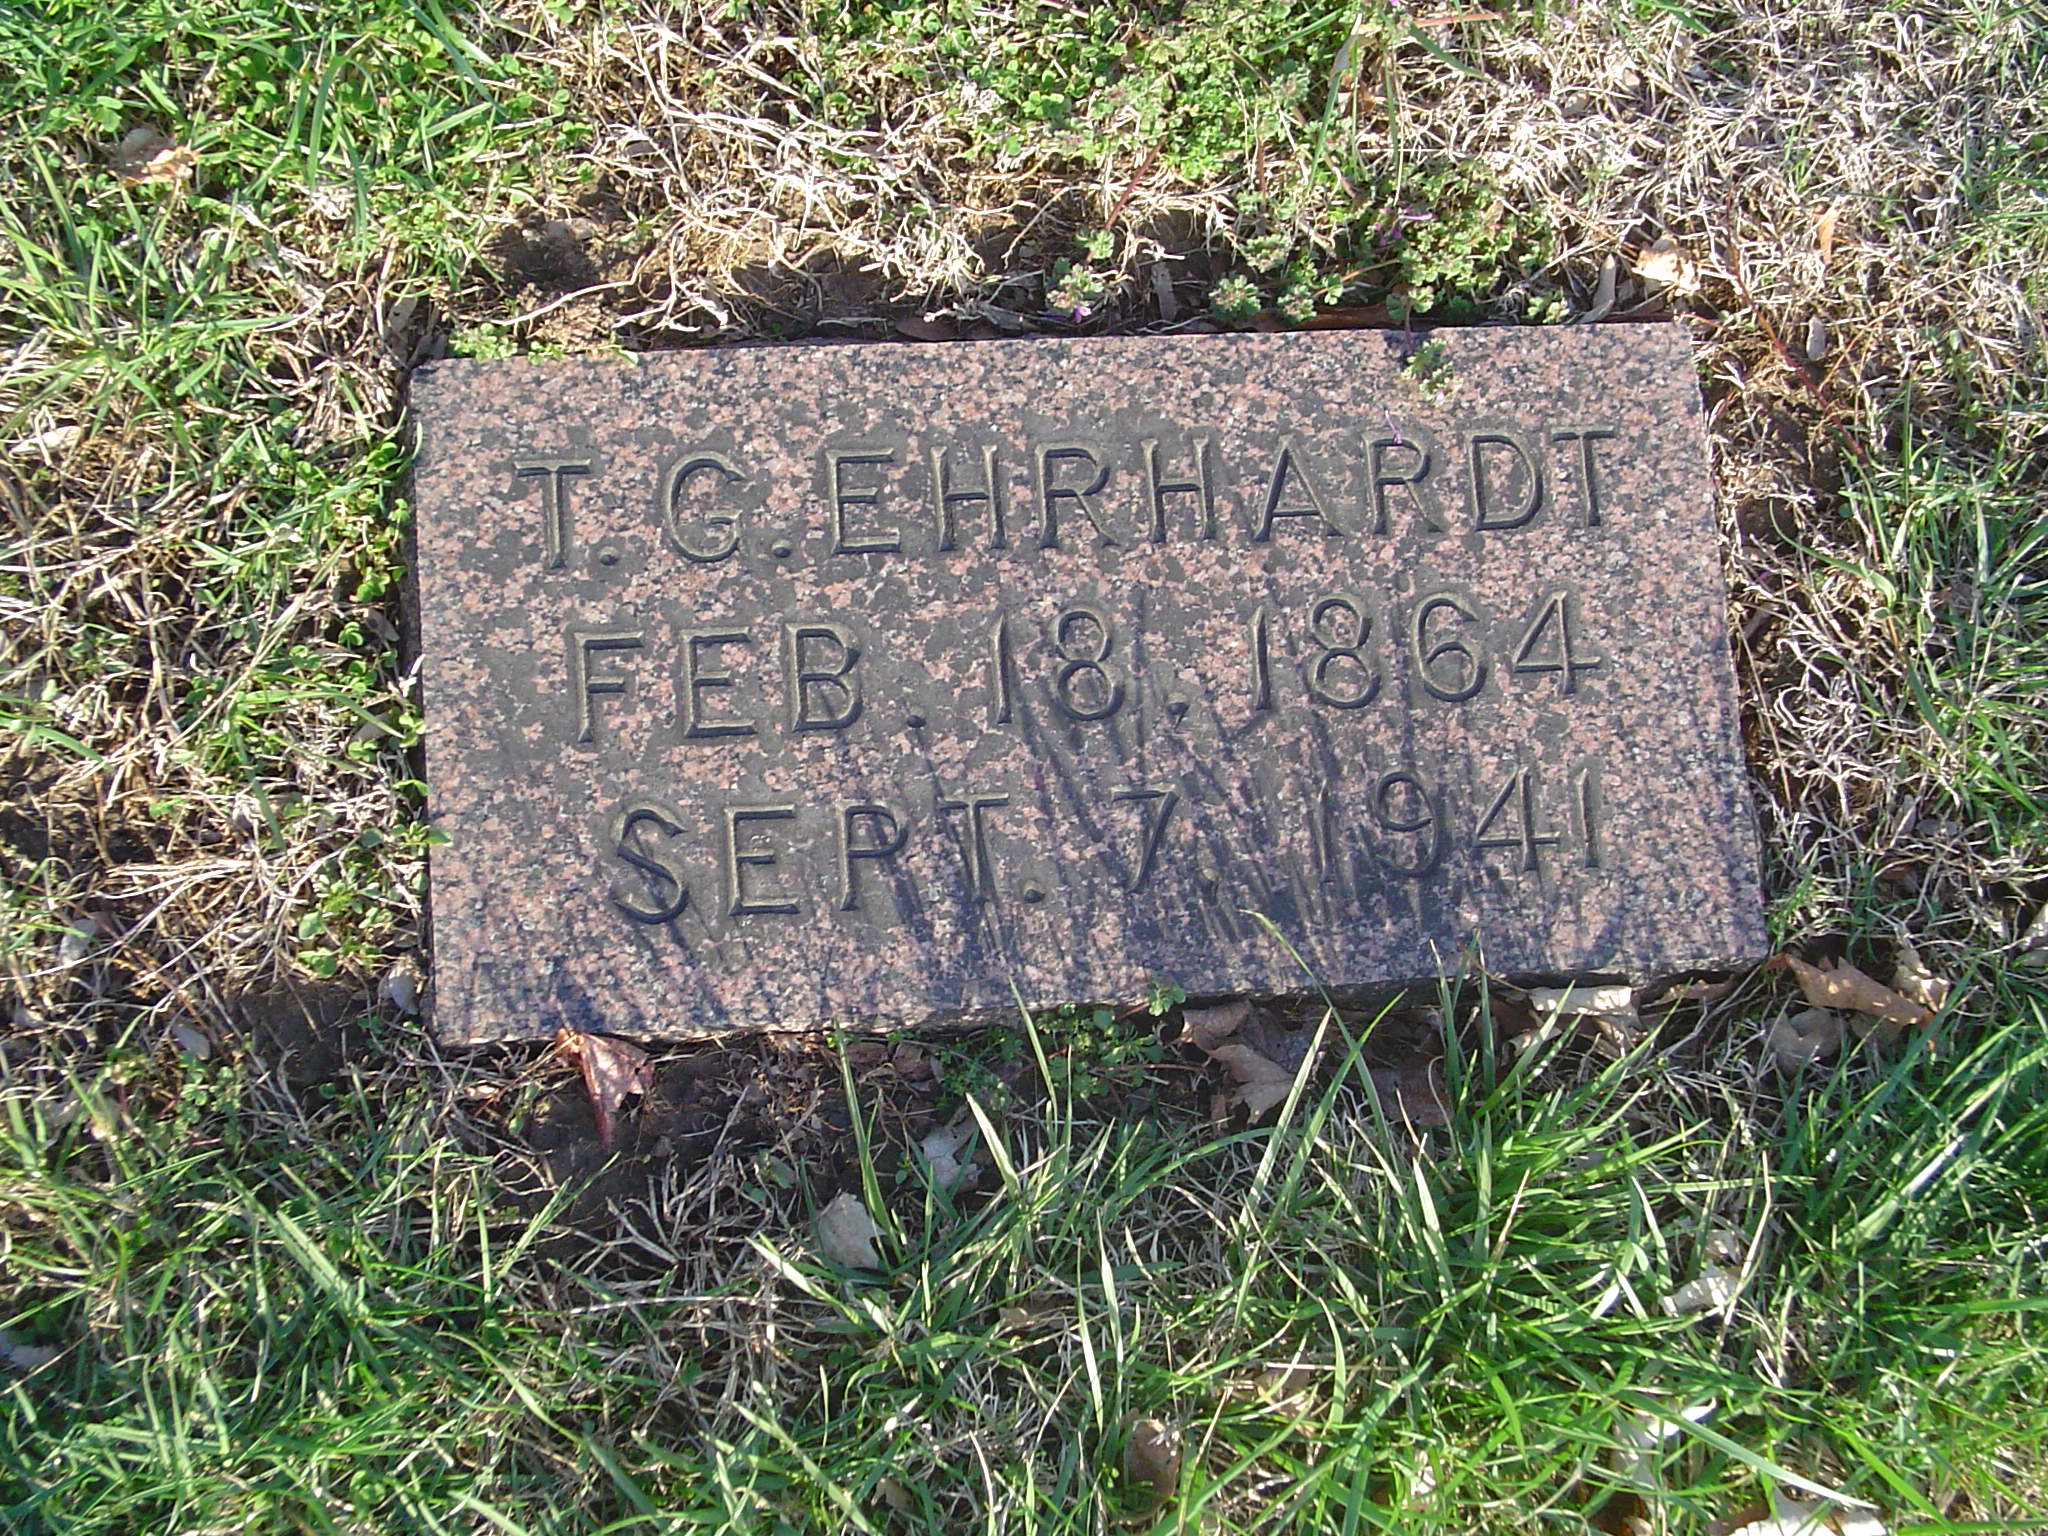 T. G. EHRHARDT
FEB. 18, 1864
SEPT. 7, 1941